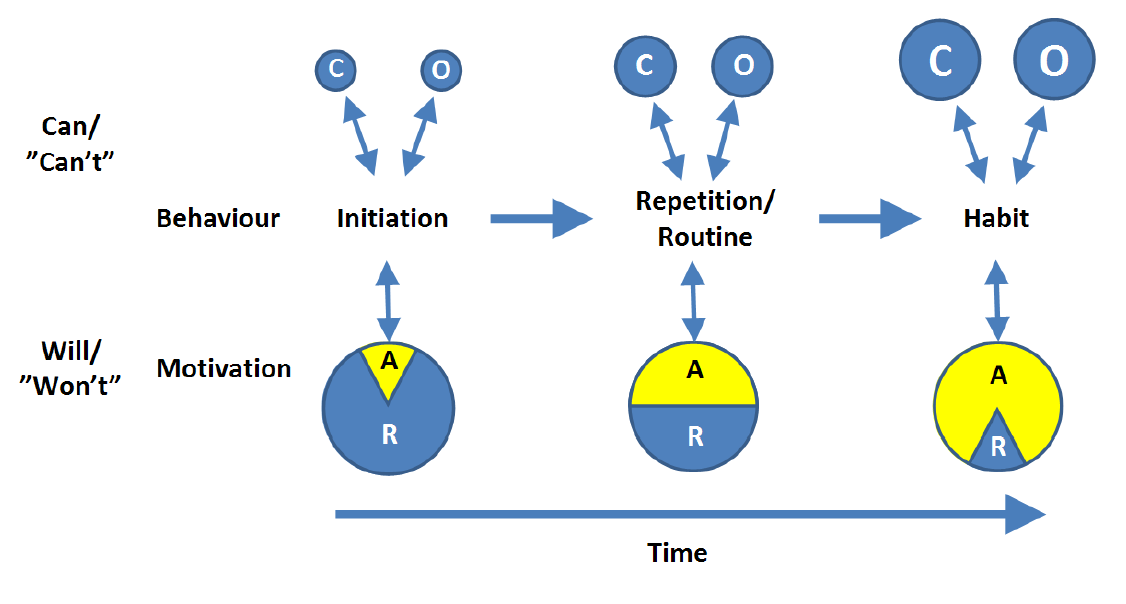 C O C O C O
Can/
”Can’t”
Behaviour Initiation Repetition/
Routine Habit
Will/
”Won’t”
Motivation
A A A
R R R
Time